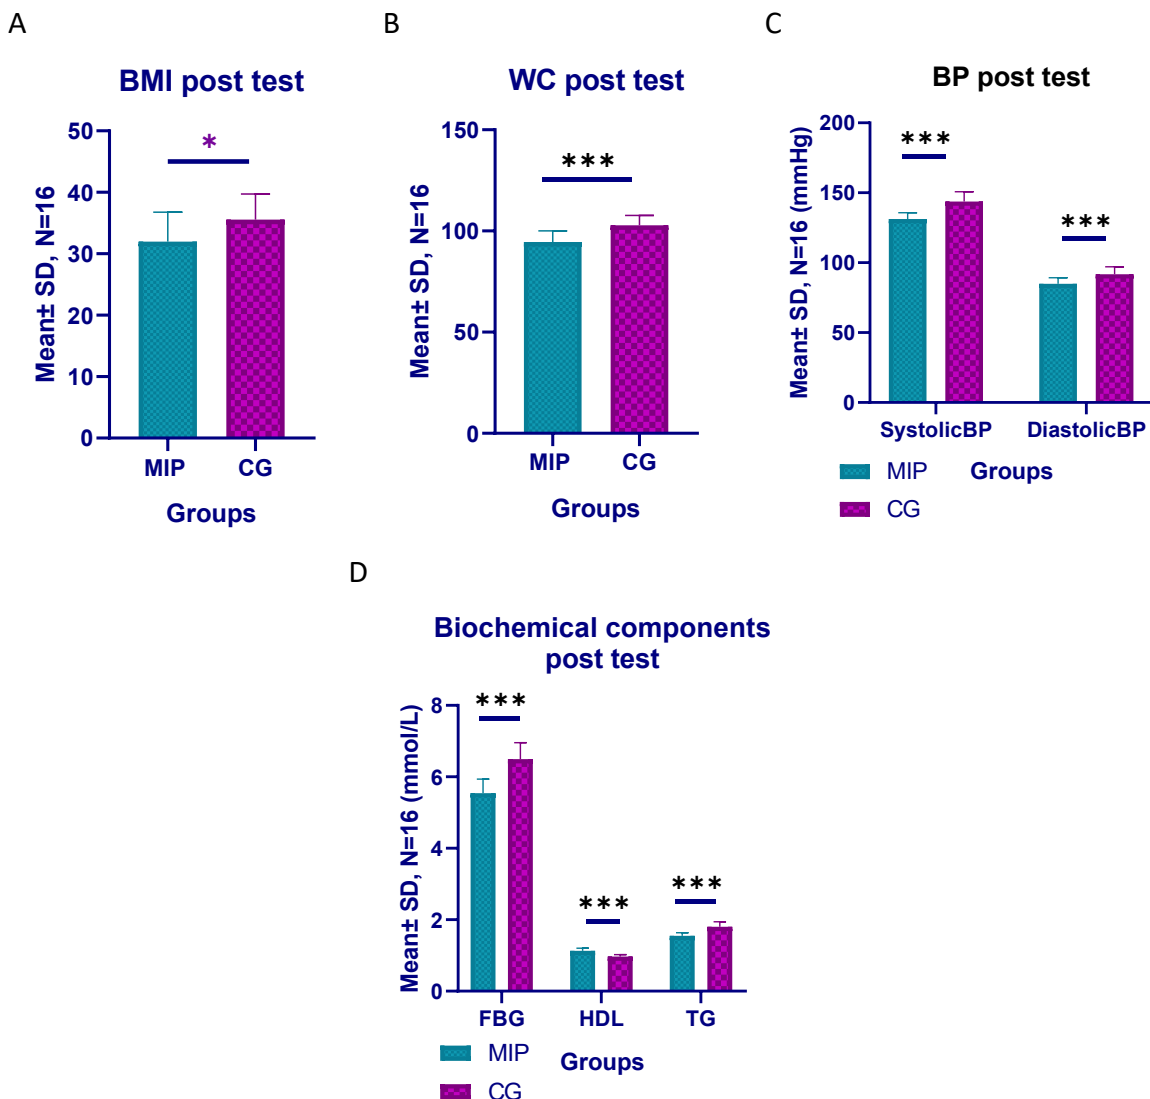 A
BMI post test
Mean± SD, N=16
50
40
30
20
10
0
*
MIP
CG
Groups
B
WC post test
Mean± SD, N=16
150
100
50
0
***
MIP
CG
Groups
C
BP post test
Mean± SD, N=16 (mmHg)
200
150
100
50
0
***
***
SystolicBP
DiastolicBP
Groups
MIP
CG
D
Biochemical components
post test
Mean± SD, N=16 (mmol/L)
8
6
4
2
0
***
***
***
FBG
HDL
TG
Groups
MIP
CG